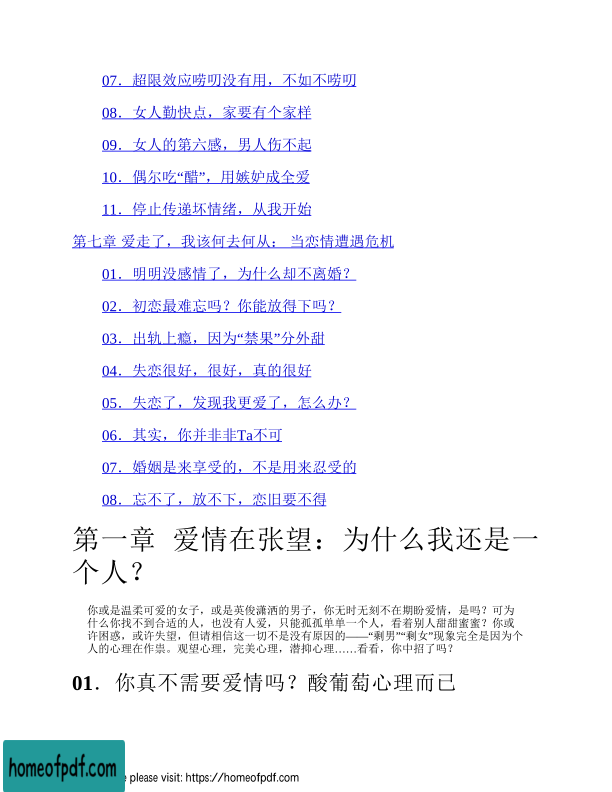 07．超限效应唠叨没有用，不如不唠叨
08．女人勤快点，家要有个家样
09．女人的第六感，男人伤不起
10．偶尔吃“醋”，用嫉妒成全爱
11．停止传递坏情绪，从我开始
第七章 爱走了，我该何去何从： 当恋情遭遇危机
01．明明没感情了，为什么却不离婚？
02．初恋最难忘吗？你能放得下吗？
03．出轨上瘾，因为“禁果”分外甜
04．失恋很好，很好，真的很好
05．失恋了，发现我更爱了，怎么办？
06．其实，你并非非Ta不可
07．婚姻是来享受的，不是用来忍受的
08．忘不了，放不下，恋旧要不得
第一章 爱情在张望：为什么我还是一
个人？
你或是温柔可爱的女子，或是英俊潇洒的男子，你无时无刻不在期盼爱情，是吗？可为
什么你找不到合适的人，也没有人爱，只能孤孤单单一个人，看着别人甜甜蜜蜜？你或
许困惑，或许失望，但请相信这一切不是没有原因的——“剩男”“剩女”现象完全是因为个
人的心理在作祟。观望心理，完美心理，潜抑心理……看看，你中招了吗？
01．你真不需要爱情吗？酸葡萄心理而已
homeofpdf.com
e please visit: https://homeofpdf.com